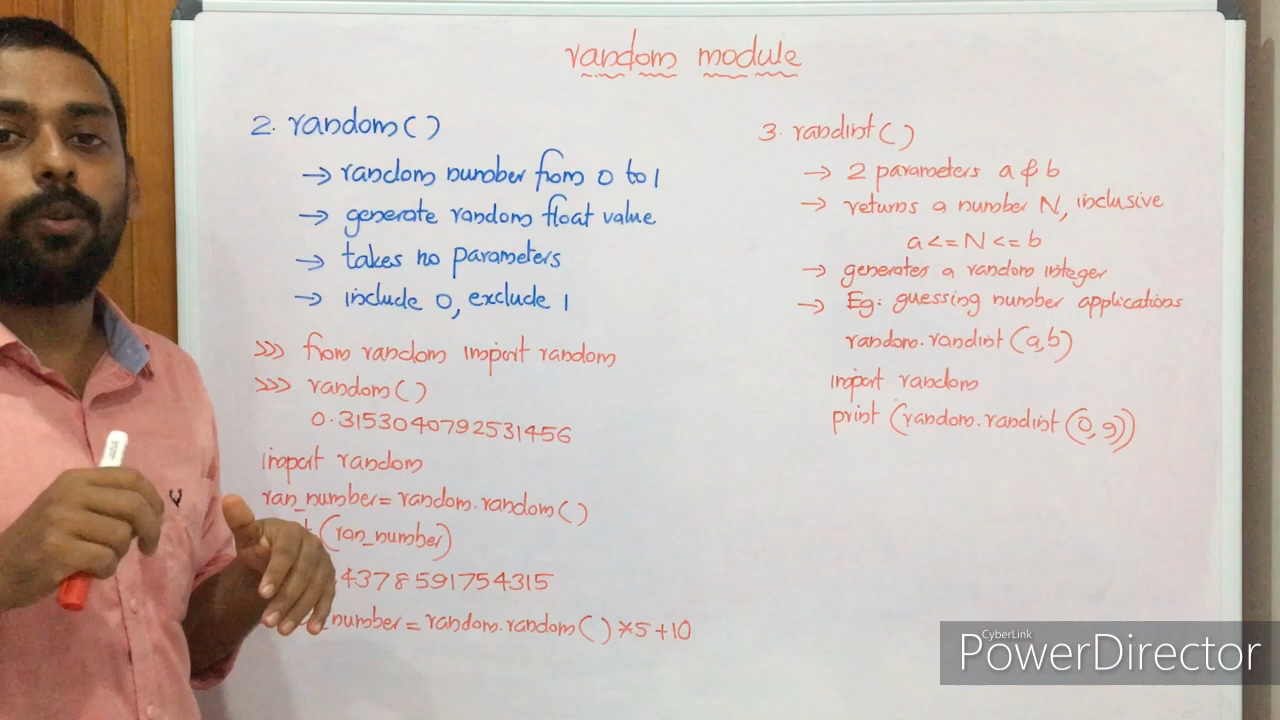 random module
2. random()
→ random number from 0 to 1
→ generate random float value
→ takes no parameters
→ include 0, exclude 1
>>> from random import random
>>> random()
0.3153040792531456
import random
ran_number = random.random()
(ran_number)
4378591754315
_number = random.random() *5+10
3. randint()
→ 2 parameters a & b
→ returns a number N, inclusive
a <= N <= b
→ generates a random integer
→ Eg: guessing number applications
random.randint(a,b)
import random
print (random.randint(0,9))
CyberLink
PowerDirector